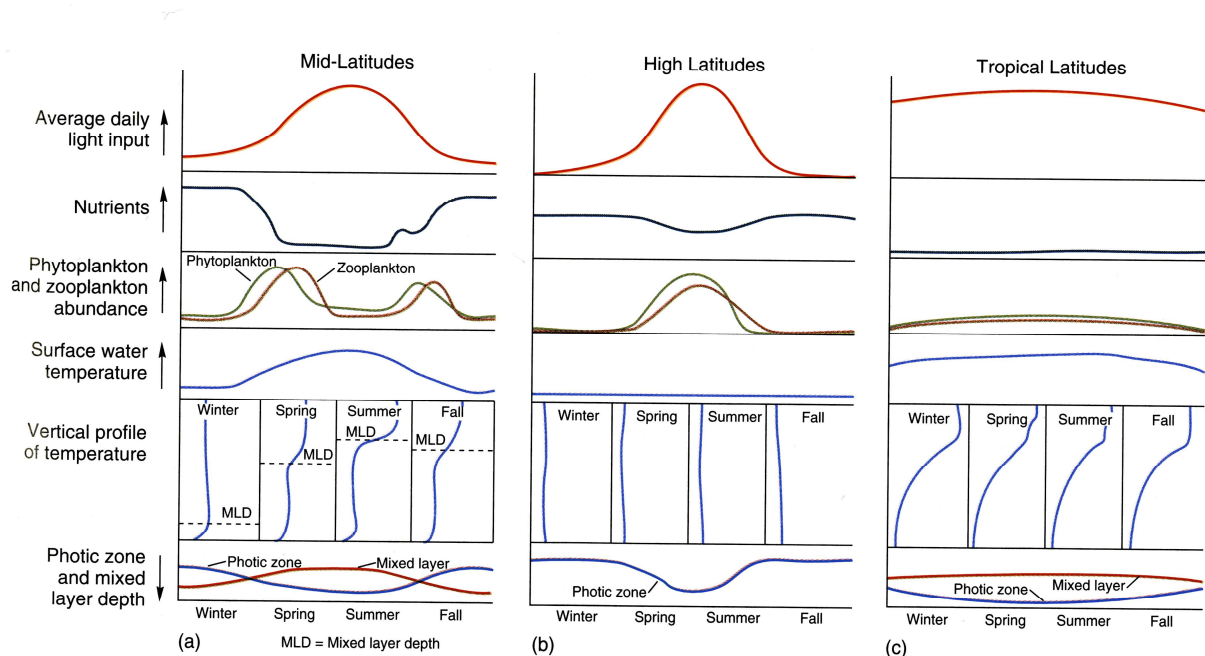 Mid-Latitudes
High Latitudes
Tropical Latitudes
Average daily
light input
Nutrients
Phytoplankton
and zooplankton
abundance
Phytoplankton
Zooplankton
Surface water
temperature
Vertical profile
of temperature
Winter
Spring
Summer
Fall
MLD
MLD
MLD
MLD
Winter
Spring
Summer
Fall
Winter
Spring
Summer
Fall
Photic zone
and mixed
layer depth
Photic zone
Mixed layer
Photic zone
Photic zone
Mixed layer
Winter
Spring
Summer
Fall
Winter
Spring
Summer
Fall
Winter
Spring
Summer
Fall
(a)
MLD = Mixed layer depth
(b)
(c)